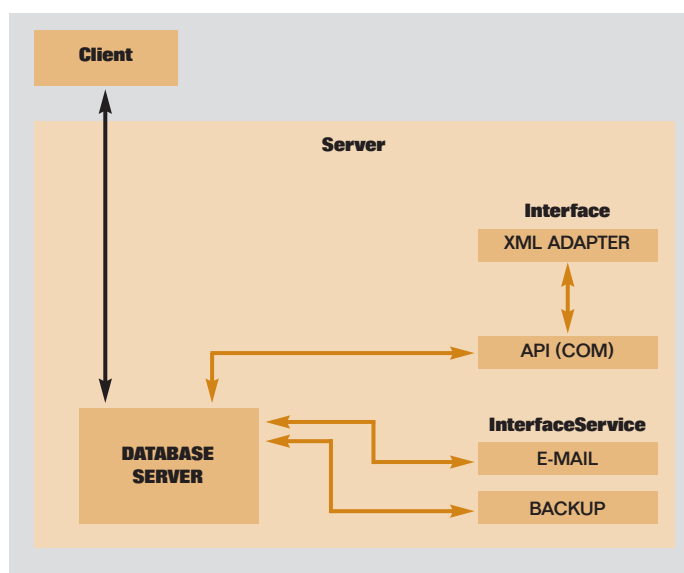 Client
Server
Interface
XML ADAPTER
API (COM)
InterfaceService
DATABASE
SERVER
E-MAIL
BACKUP